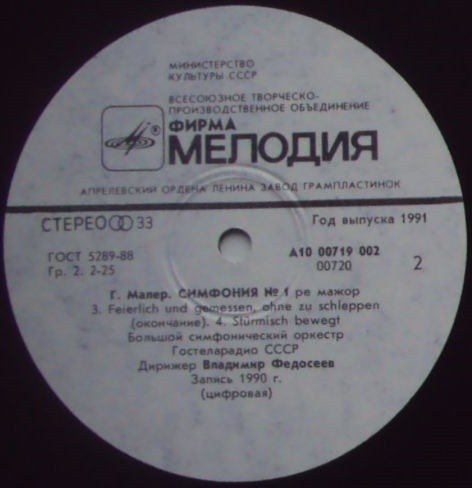 МИНИСТЕРСТВО
КУЛЬТУРЫ СССР
ВСЕСОЮЗНОЕ ТВОРЧЕСКО-
ПРОИЗВОДСТВЕННОЕ ОБЪЕДИНЕНИЕ
ФИРМА
МЕЛОДИЯ
АПРЕЛЕВСКИЙ ОРДЕНА ЛЕНИНА ЗАВОД ГРАМПЛАСТИНОК
СТЕРЕО 33
Год выпуска 1991
ГОСТ 5289-88
Гр. 2. 2-25
А10 00719 002
00720
2
Г. Малер. СИМФОНИЯ № 1 ре мажор
3. Feierlich und gemessen, ohne zu schleppen
(окончание). 4. Stürmisch bewegt
Большой симфонический оркестр
Гостелерадио СССР
Дирижер Владимир Федосеев
Запись 1990 г.
(цифровая)